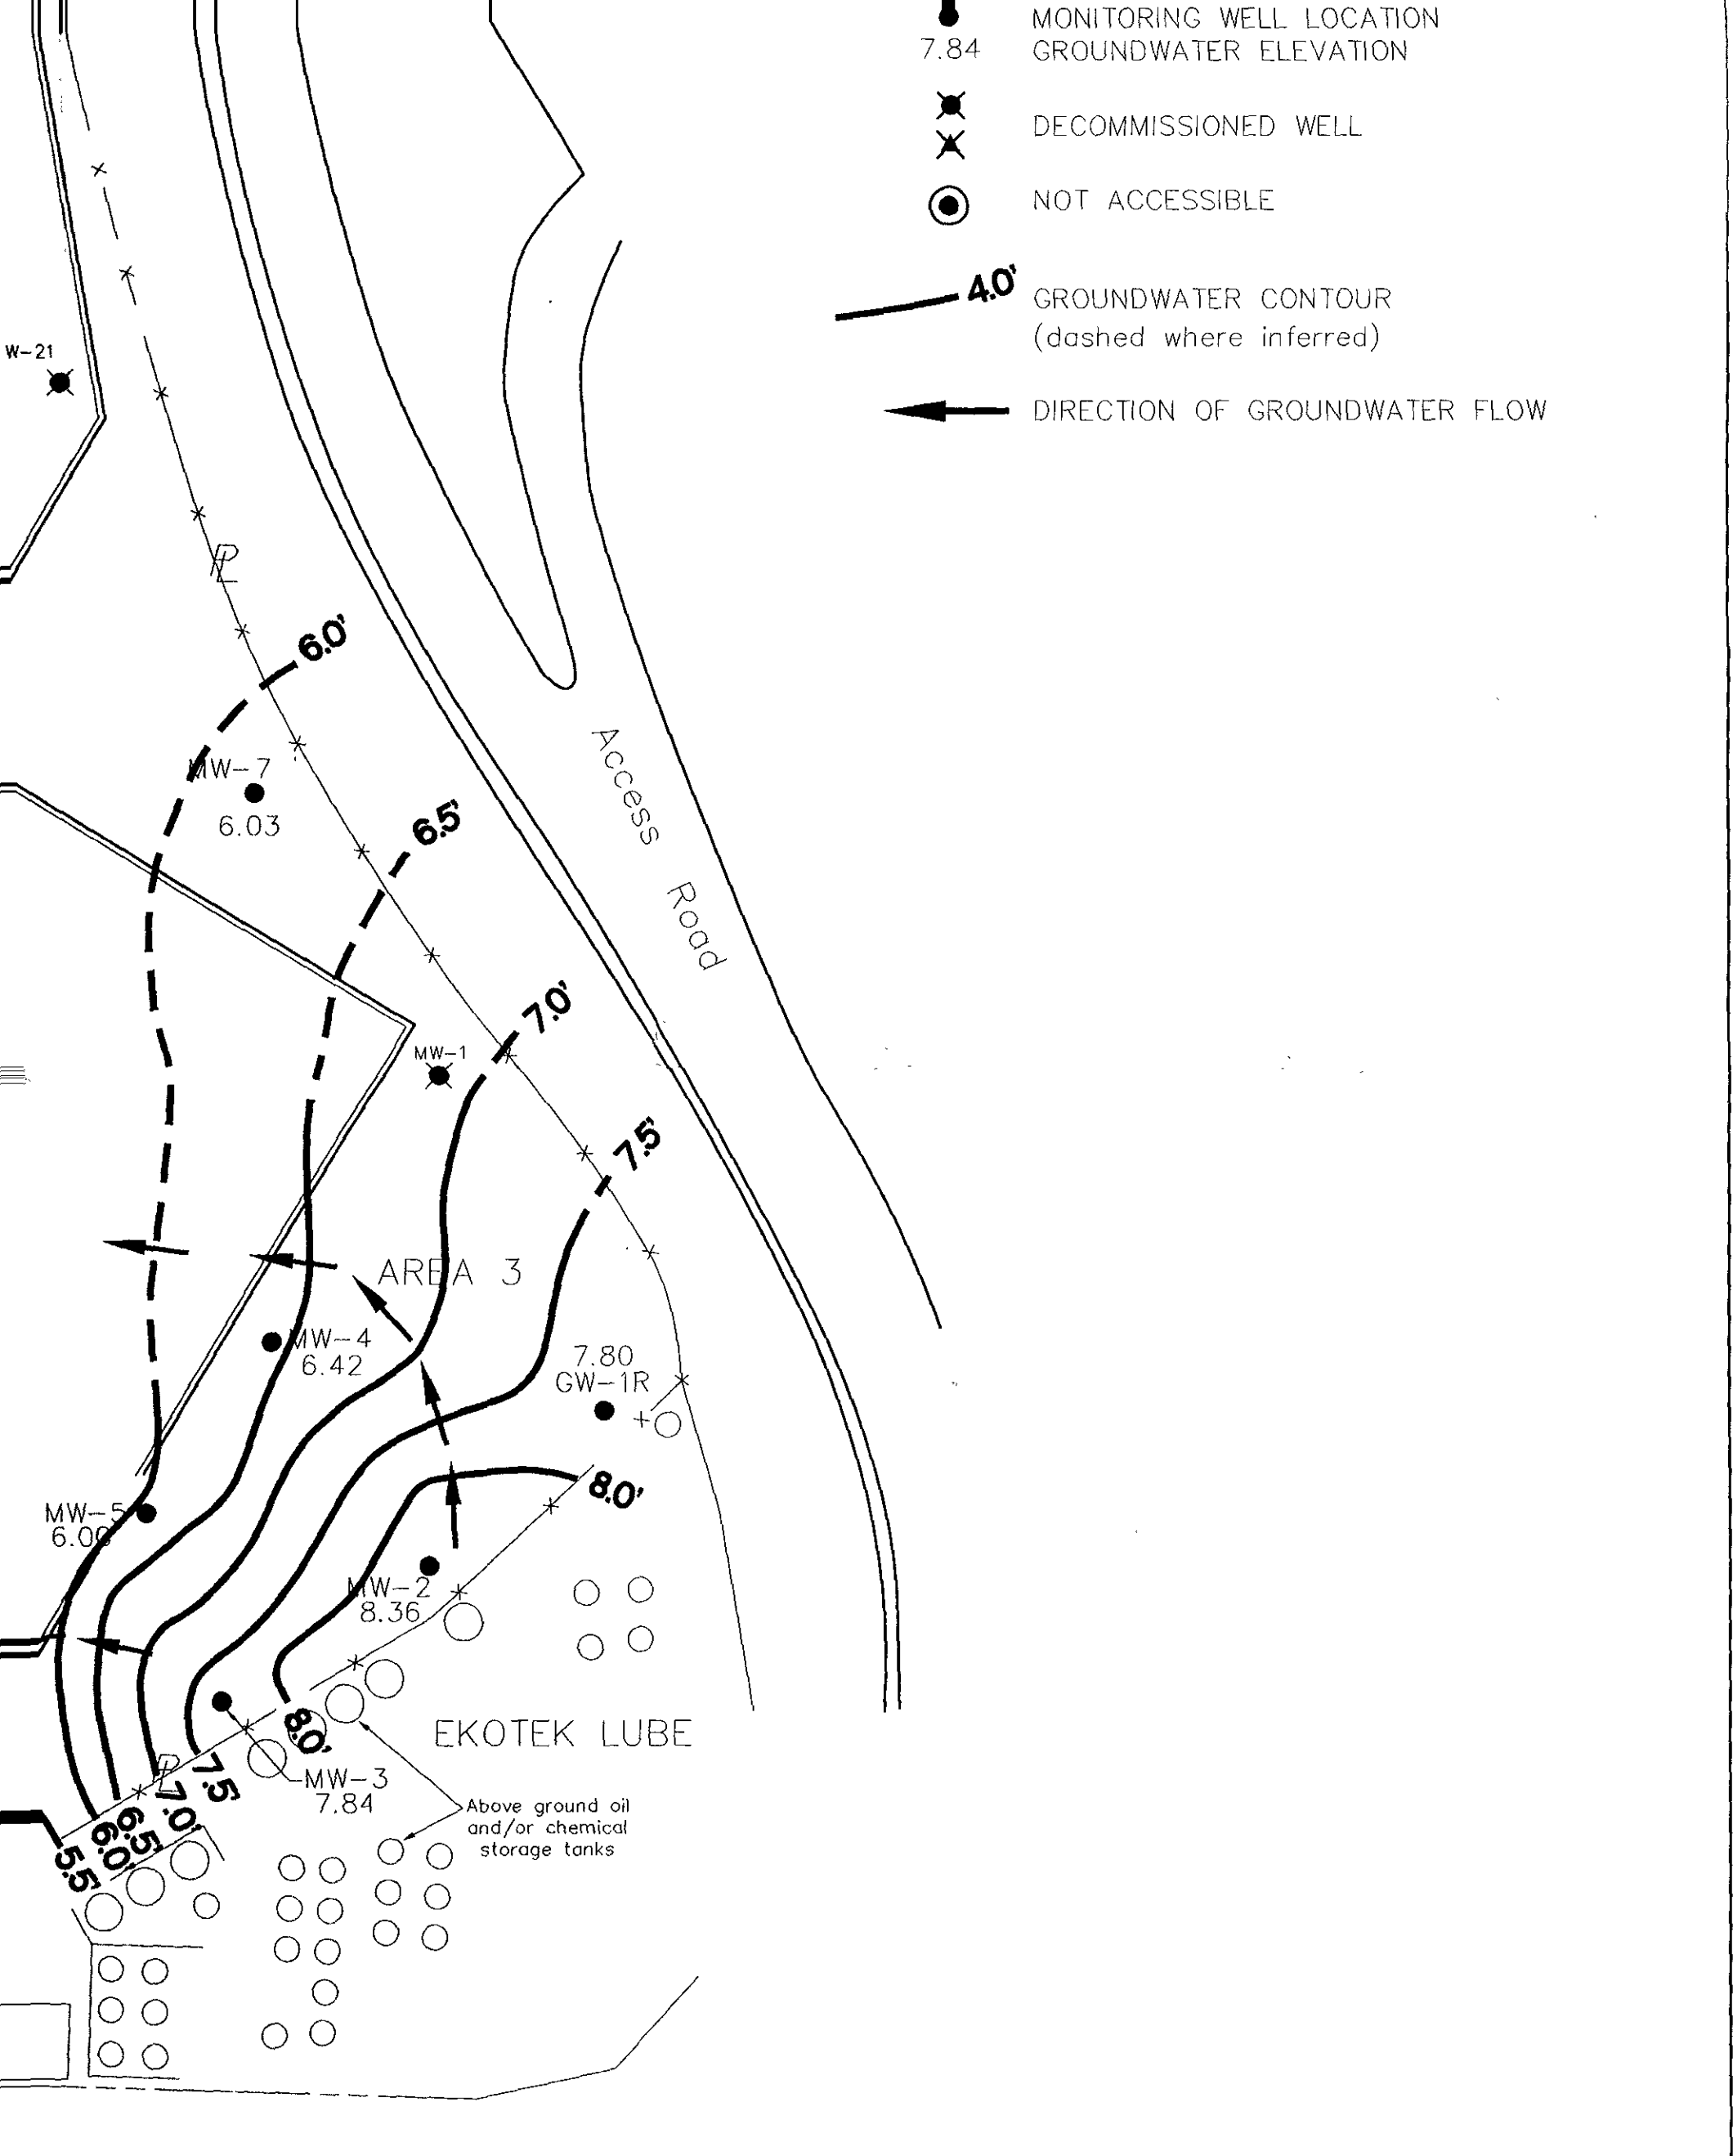 MONITORING WELL LOCATION
7.84 GROUNDWATER ELEVATION
DECOMMISSIONED WELL
NOT ACCESSIBLE
4.0' GROUNDWATER CONTOUR
(dashed where inferred)
DIRECTION OF GROUNDWATER FLOW
W-21
PL
6.0'
MW-7
6.03
6.5'
Access Road
7.0'
MW-1
7.5'
AREA 3
MW-4
6.42
7.80
GW-1R
8.0'
MW-5
6.00
MW-2
8.36
EKOTEK LUBE
8.0'
PL
7.5'
7.0'
6.5'
6.0'
5.5'
MW-3
7.84
Above ground oil
and/or chemical
storage tanks